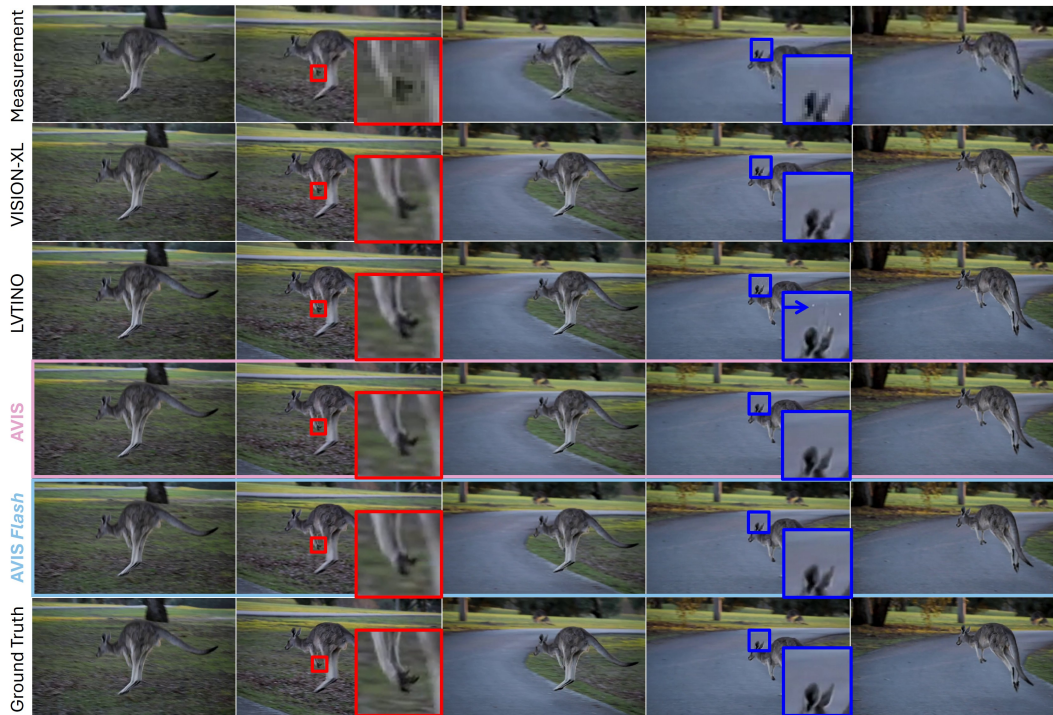 Measurement
VISION-XL
LVTINO
AVIS
AVIS Flash
Ground Truth